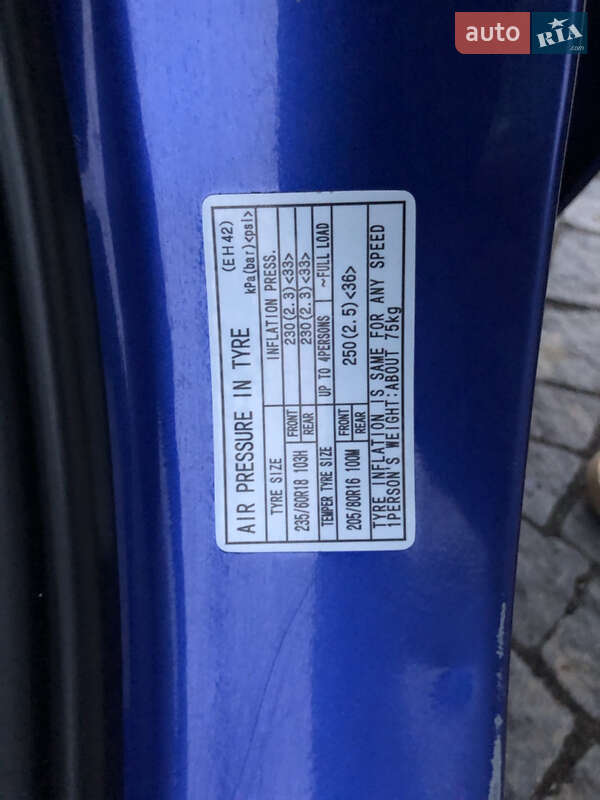 auto RIA
.com
AIR PRESSURE IN TYRE (EH42)
kPa(bar)<psi>
TYRE SIZE INFLATION PRESS.
235/60R18 103H FRONT 230(2.3)<33>
REAR 230(2.3)<33>
TEMPER TYRE SIZE UP TO 4PERSONS ~FULL LOAD
205/80R16 100M FRONT REAR 250(2.5)<36>
TYRE INFLATION IS SAME FOR ANY SPEED
1PERSON'S WEIGHT:ABOUT 75kg